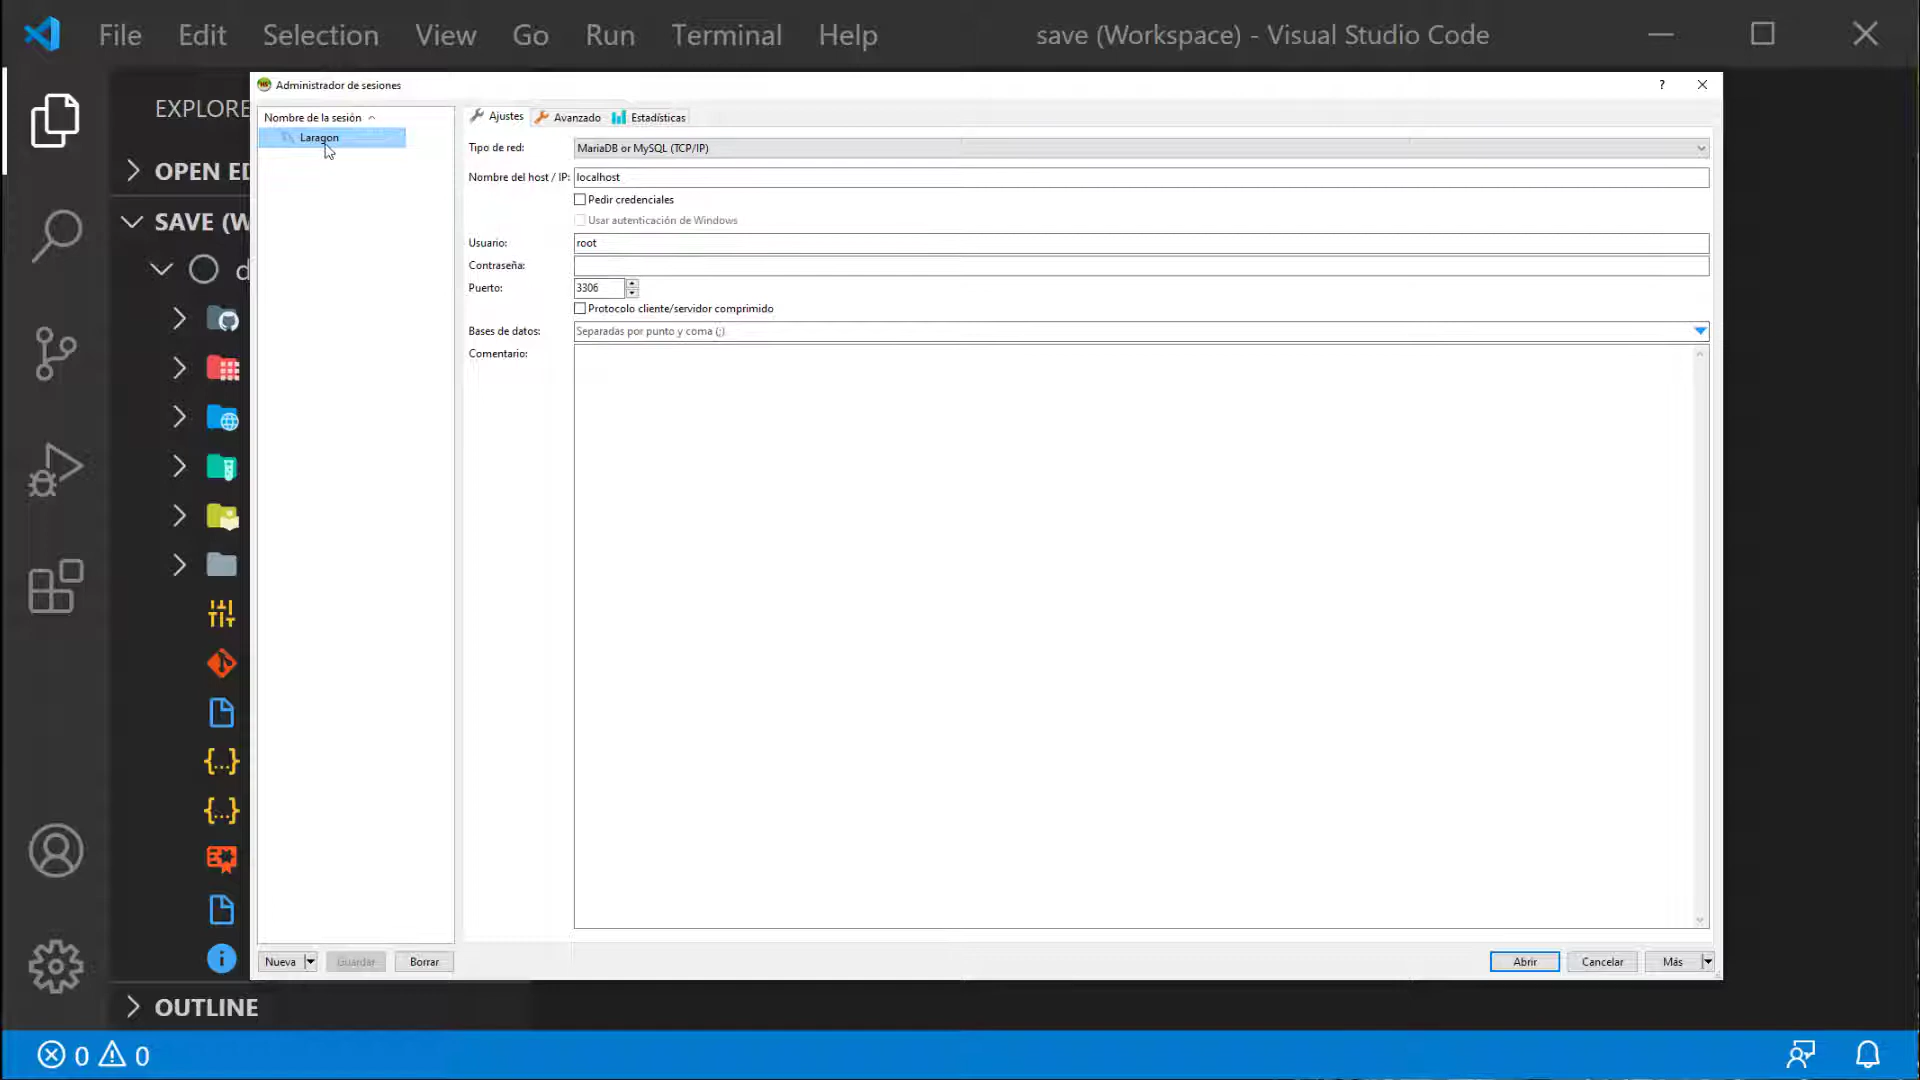 File Edit Selection View Go Run Terminal Help save (Workspace) - Visual Studio Code
Administrador de sesiones
?
EXPLORE
Nombre de la sesión
Laragon
Ajustes Avanzado Estadísticas
Tipo de red: MariaDB or MySQL (TCP/IP)
Nombre del host / IP: localhost
Pedir credenciales
Usar autenticación de Windows
Usuario: root
Contraseña:
Puerto: 3306
Protocolo cliente/servidor comprimido
Bases de datos: Separadas por punto y coma (;)
Comentario:
OPEN ED
SAVE (W
d
Nueva Guardar Borrar
Abrir Cancelar Más
OUTLINE
0 0